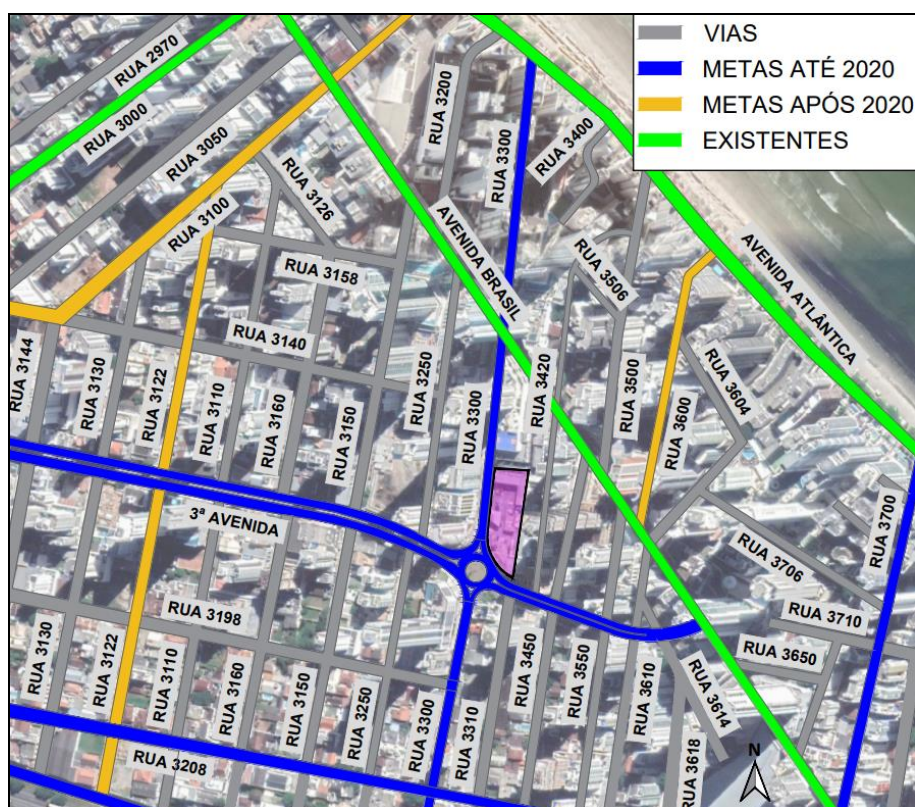 VIAS
METAS ATÉ 2020
METAS APÓS 2020
EXISTENTES
RUA 2970
RUA 3000
RUA 3050
RUA 3100
RUA 3126
RUA 3200
RUA 3300
RUA 3400
AVENIDA BRASIL
AVENIDA ATLÂNTICA
RUA 3158
RUA 3506
RUA 3140
RUA 3144
RUA 3130
RUA 3122
RUA 3110
RUA 3160
RUA 3150
RUA 3250
RUA 3300
RUA 3420
RUA 3500
RUA 3600
RUA 3604
3ª AVENIDA
RUA 3700
RUA 3706
RUA 3710
RUA 3198
RUA 3130
RUA 3122
RUA 3110
RUA 3160
RUA 3150
RUA 3250
RUA 3300
RUA 3310
RUA 3450
RUA 3550
RUA 3610
RUA 3614
RUA 3650
RUA 3618
RUA 3208
N